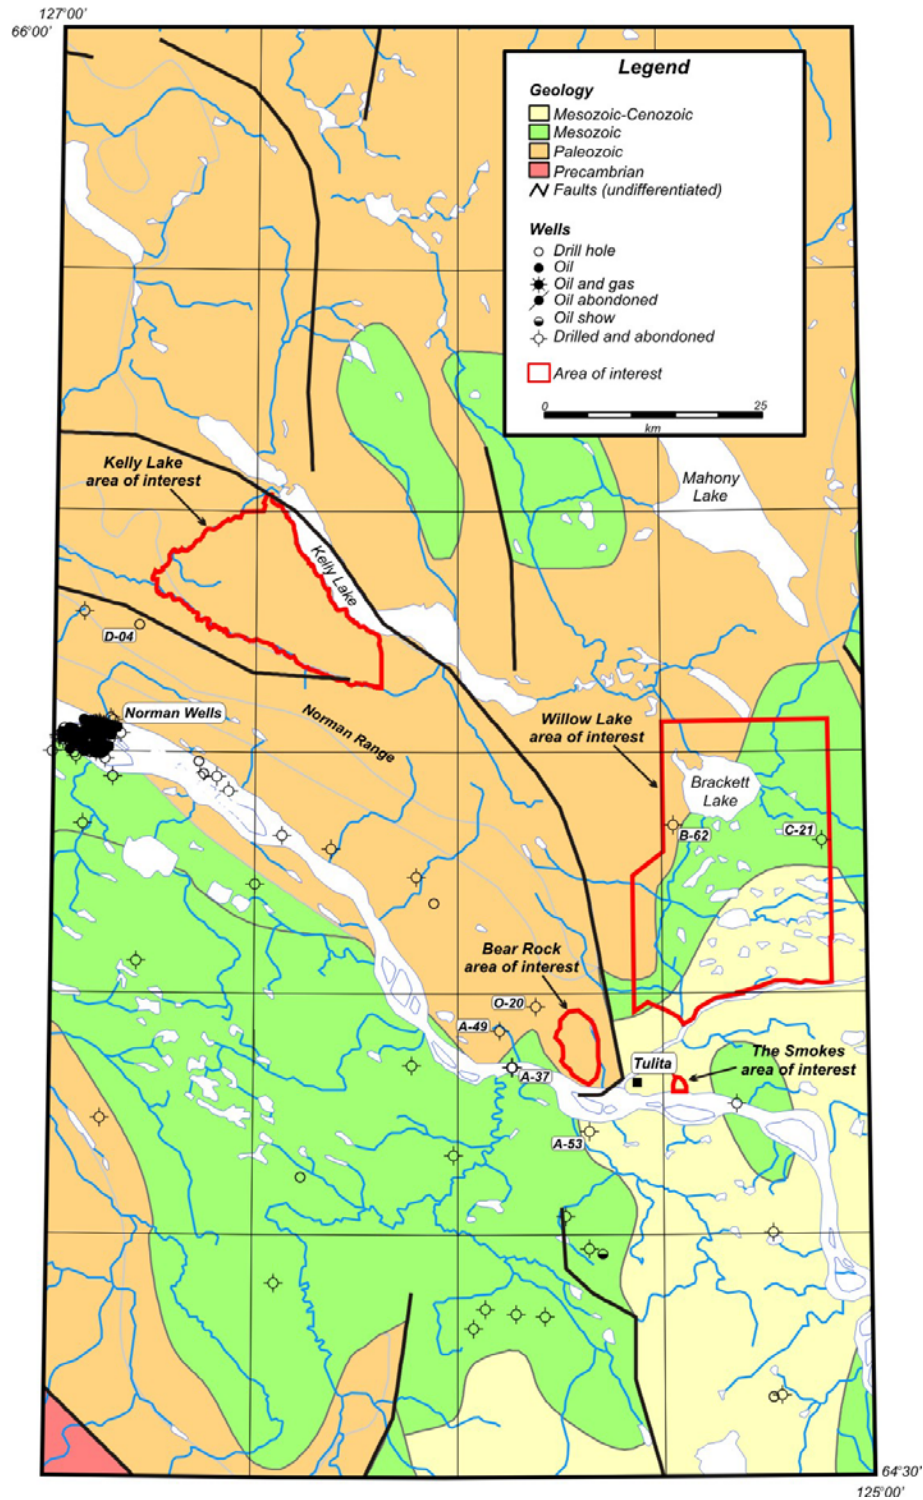 127°00'
66°00'
Legend
Geology
Mesozoic-Cenozoic
Mesozoic
Paleozoic
Precambrian
Faults (undifferentiated)
Wells
Drill hole
Oil
Oil and gas
Oil abondoned
Oil show
Drilled and abondoned
Area of interest
0 25
km
Kelly Lake
area of interest
Mahony
Lake
Kelly Lake
D-04
Norman Wells
Norman Range
Willow Lake
area of interest
Brackett
Lake
B-62
C-21
Bear Rock
area of interest
O-20
A-49
A-37
Tulita
The Smokes
area of interest
A-53
64°30'
125°00'